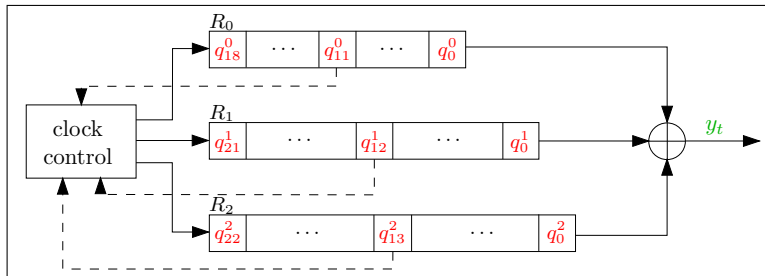 R₀
q⁰₁₈ ··· q⁰₁₁ ··· q⁰₀
clock
control
R₁
q¹₂₁ ··· q¹₁₂ ··· q¹₀
yₜ
R₂
q²₂₂ ··· q²₁₃ ··· q²₀